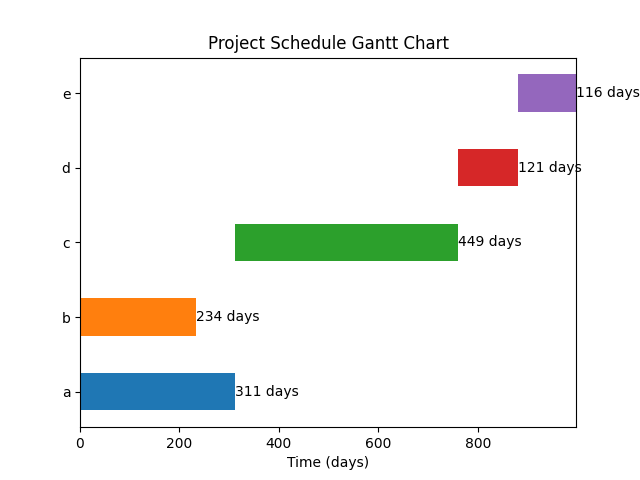 Project Schedule Gantt Chart
e
116 days
d
121 days
c
449 days
b
234 days
a
311 days
0 200 400 600 800
Time (days)